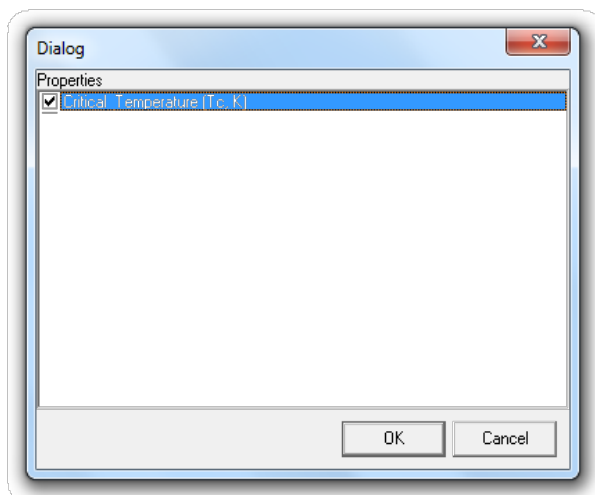 Dialog
Properties
Critical Temperature (Tc, K)
OK
Cancel